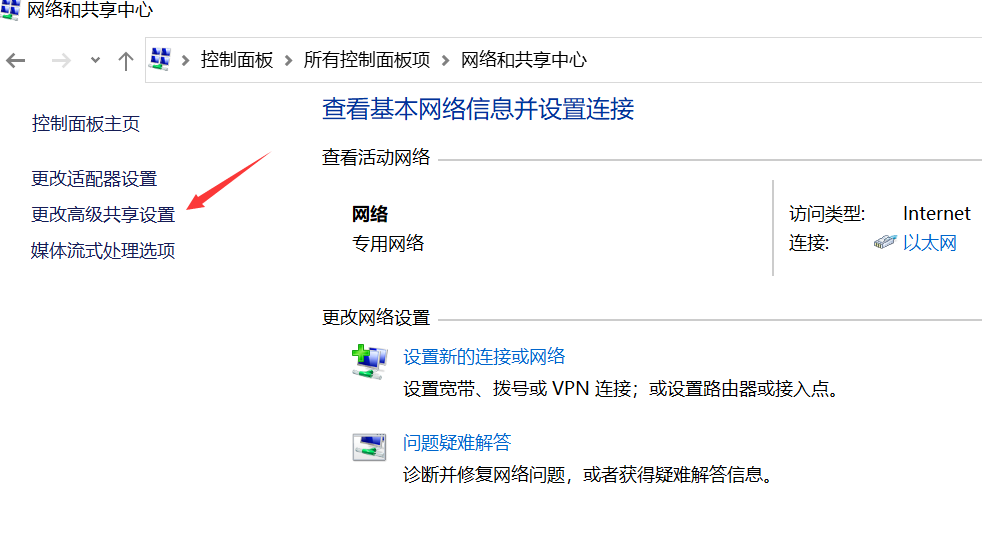 网络和共享中心
控制面板 > 所有控制面板项 > 网络和共享中心
控制面板主页
更改适配器设置
更改高级共享设置
媒体流式处理选项
查看基本网络信息并设置连接
查看活动网络
网络
专用网络
访问类型: Internet
连接: 以太网
更改网络设置
设置新的连接或网络
设置宽带、拨号或 VPN 连接；或设置路由器或接入点。
问题疑难解答
诊断并修复网络问题，或者获得疑难解答信息。